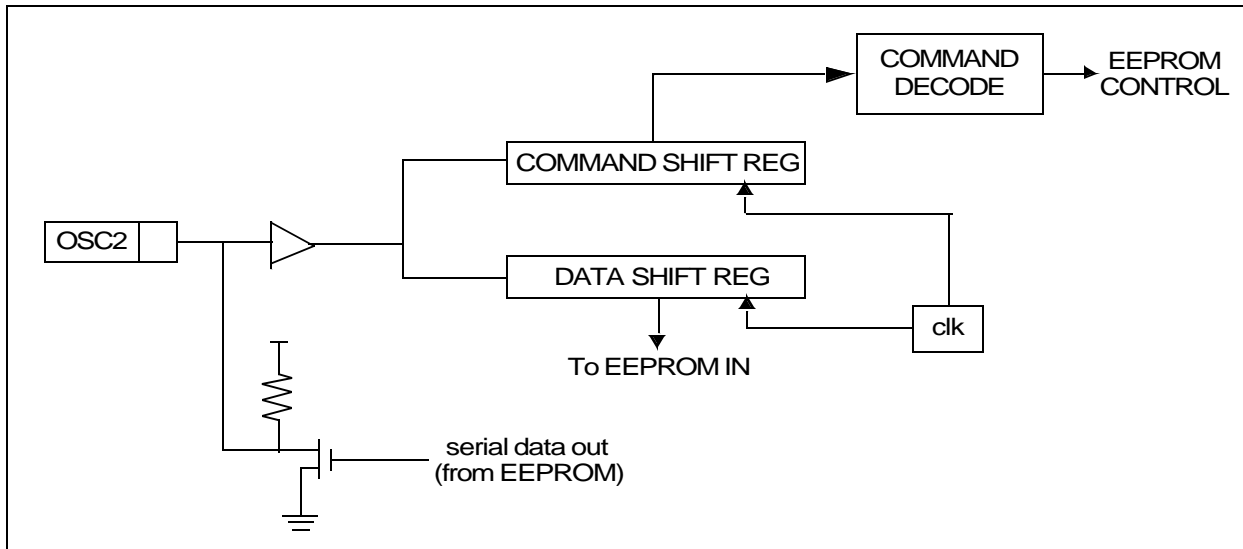 COMMAND
DECODE
EEPROM
CONTROL
COMMAND SHIFT REG
OSC2
DATA SHIFT REG
clk
To EEPROM IN
serial data out
(from EEPROM)